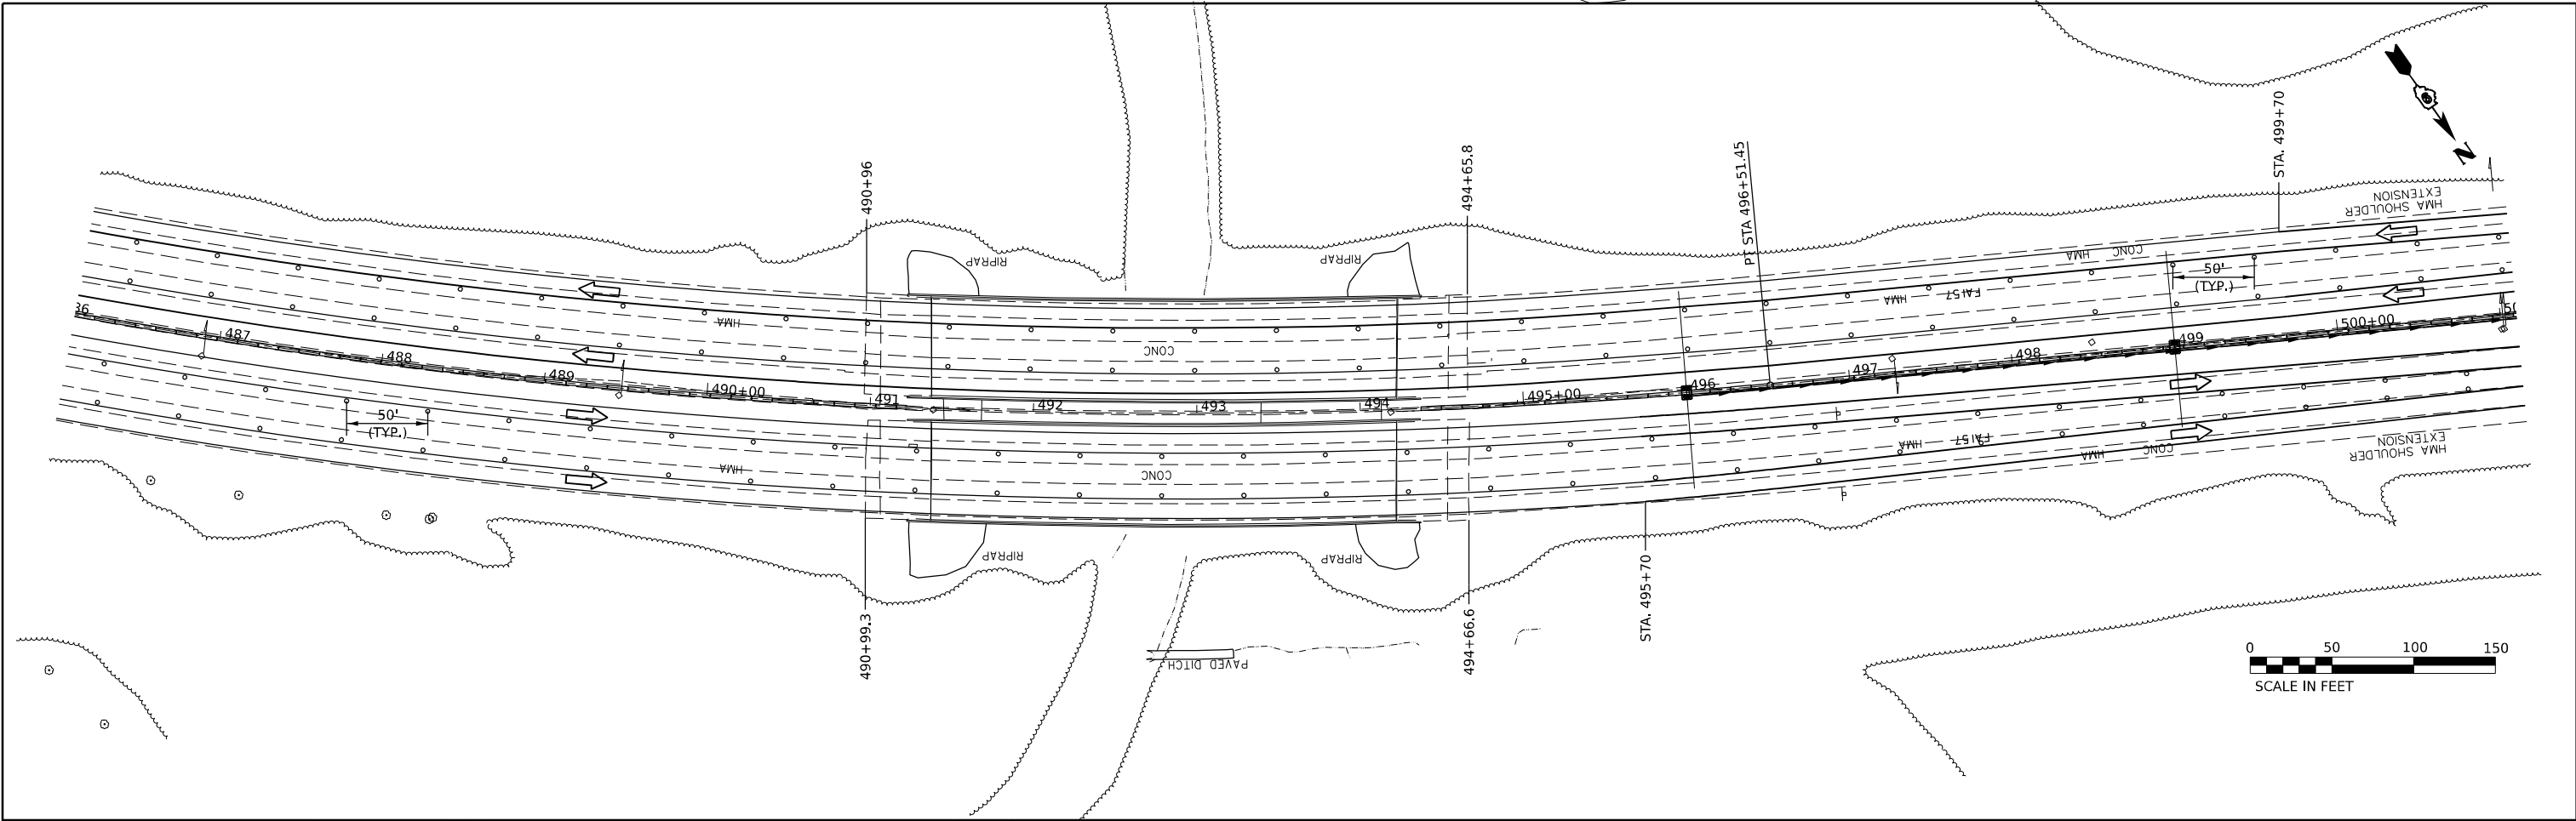 STA. 499+70
N
490+96
494+65.8
PT STA 496+51.45
HMA SHOULDER
EXTENSION
RIPRAP
RIPRAP
HMA
CONC
50'
(TYP.)
HMA
FAI 57
HMA
CONC
487
488
489
490+00
491
492
493
494
495+00
496
497
498
499
500+00
50'
(TYP.)
HMA
CONC
HMA
FAI 57
HMA
CONC
HMA SHOULDER
EXTENSION
RIPRAP
RIPRAP
490+99.3
494+66.6
STA. 495+70
PAVED DITCH
0 50 100 150
SCALE IN FEET